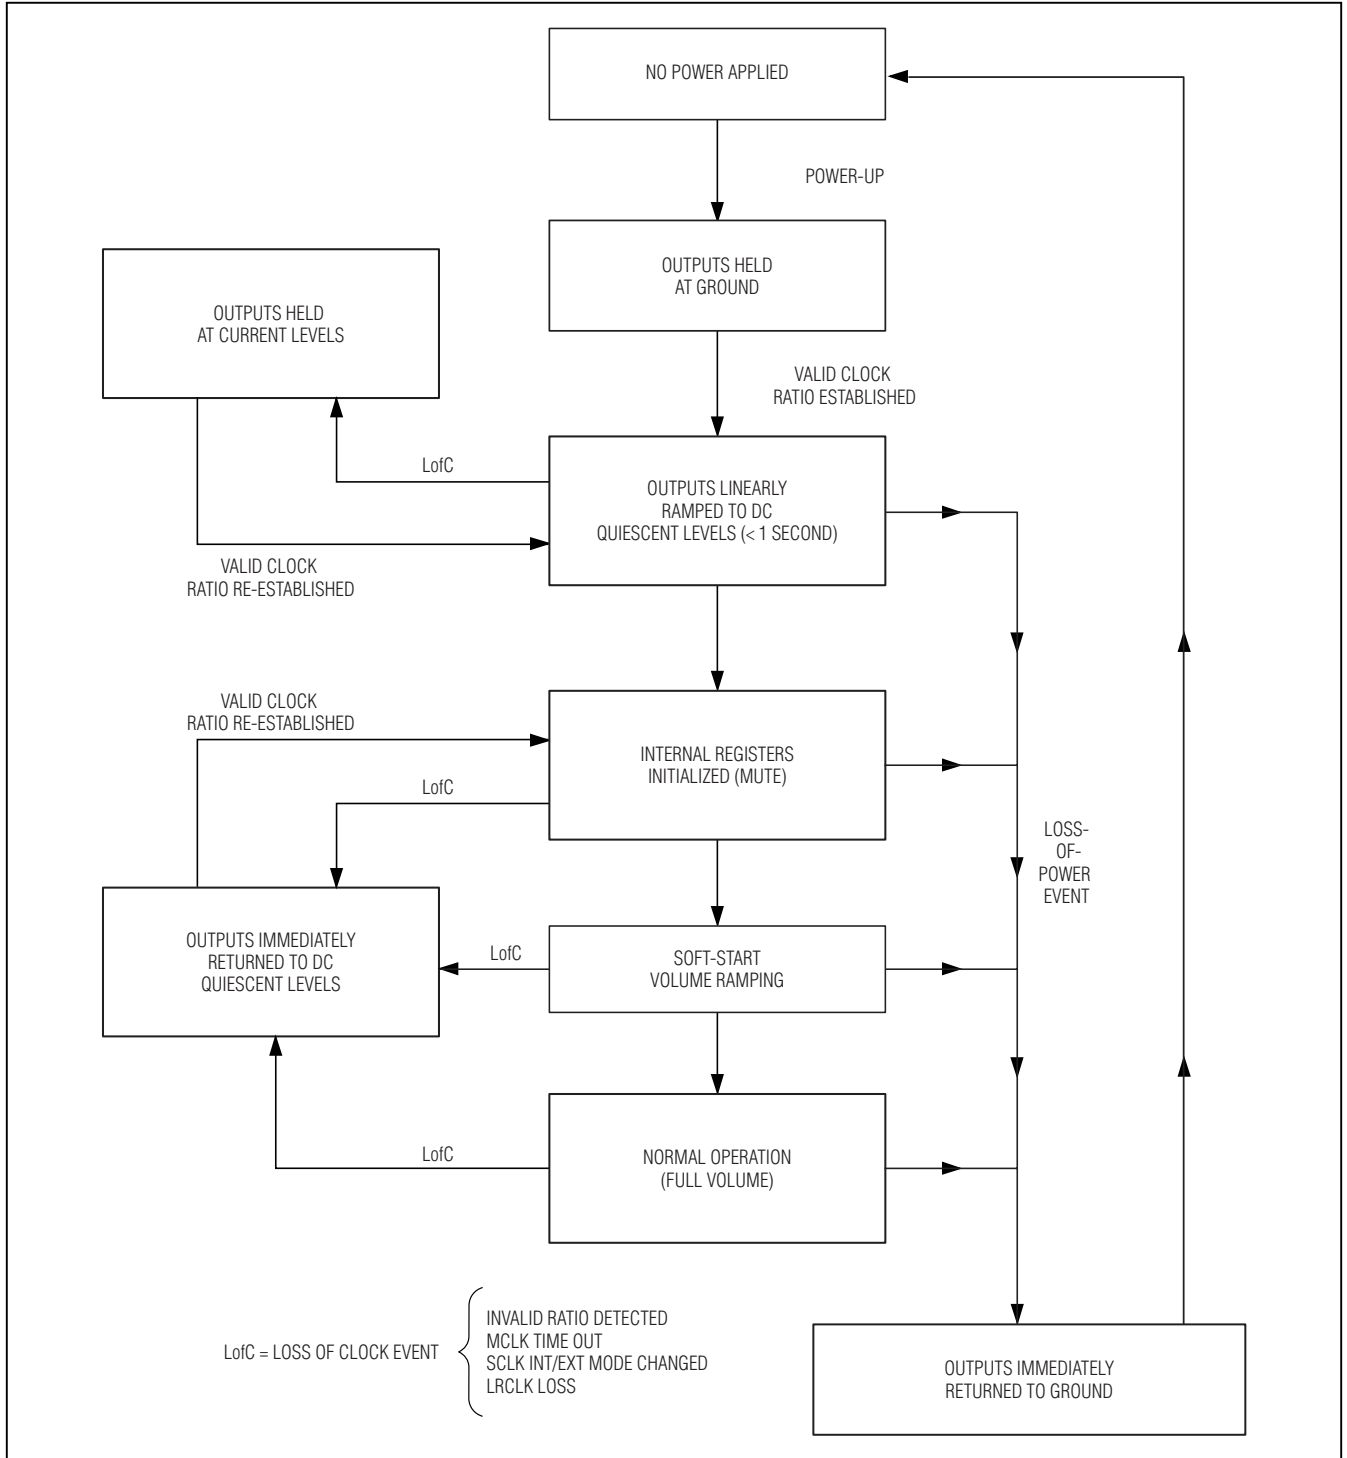 NO POWER APPLIED
POWER-UP
OUTPUTS HELD
AT GROUND
OUTPUTS HELD
AT CURRENT LEVELS
VALID CLOCK
RATIO ESTABLISHED
LofC
OUTPUTS LINEARLY
RAMPED TO DC
QUIESCENT LEVELS (< 1 SECOND)
VALID CLOCK
RATIO RE-ESTABLISHED
VALID CLOCK
RATIO RE-ESTABLISHED
INTERNAL REGISTERS
INITIALIZED (MUTE)
LofC
LOSS-
OF-
POWER
EVENT
OUTPUTS IMMEDIATELY
RETURNED TO DC
QUIESCENT LEVELS
LofC
SOFT-START
VOLUME RAMPING
LofC
NORMAL OPERATION
(FULL VOLUME)
LofC = LOSS OF CLOCK EVENT
INVALID RATIO DETECTED
MCLK TIME OUT
SCLK INT/EXT MODE CHANGED
LRCLK LOSS
OUTPUTS IMMEDIATELY
RETURNED TO GROUND